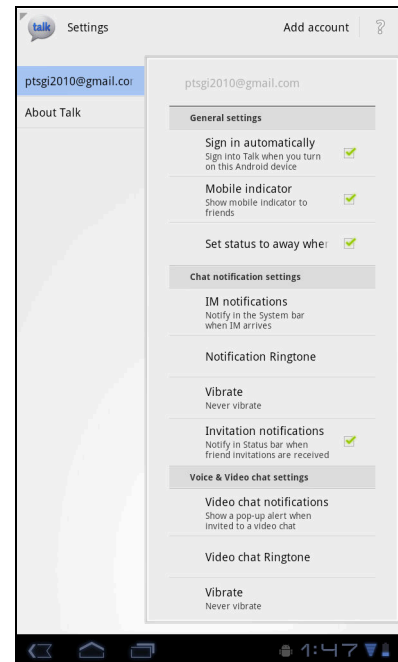 talk
Settings
Add account
?
ptsgi2010@gmail.cor
About Talk
ptsgi2010@gmail.com
General settings
Sign in automatically
Sign into Talk when you turn
on this Android device
Mobile indicator
Show mobile indicator to
friends
Set status to away whe
Chat notification settings
IM notifications
Notify in the System bar
when IM arrives
Notification Ringtone
Vibrate
Never vibrate
Invitation notifications
Notify in Status bar when
friend invitations are received
Voice & Video chat settings
Video chat notifications
Show a pop-up alert when
invited to a video chat
Video chat Ringtone
Vibrate
Never vibrate
1:47